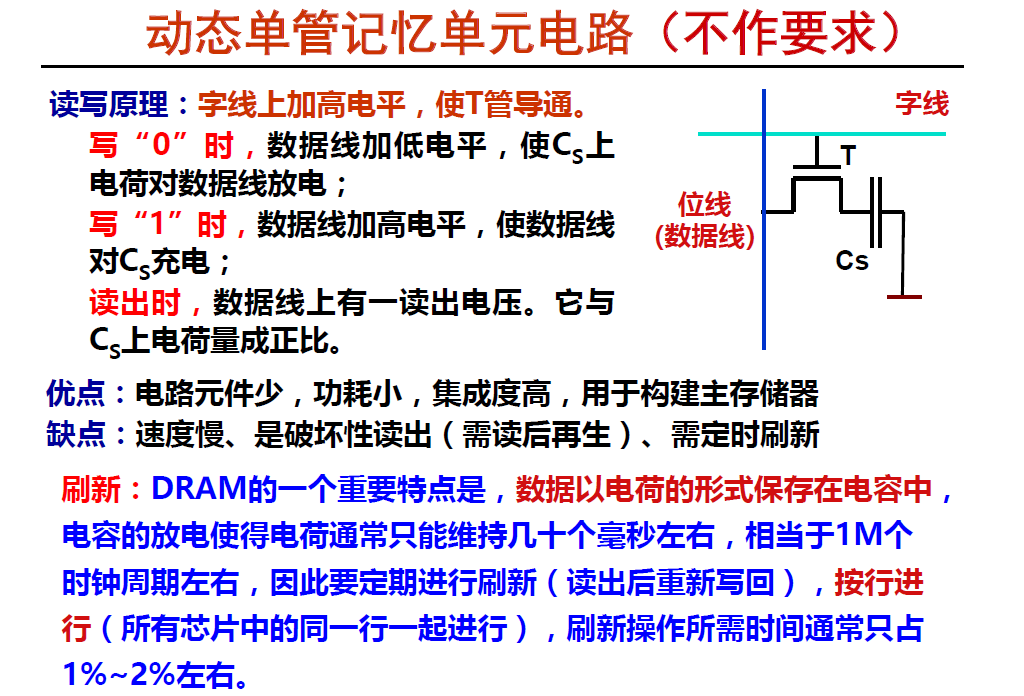 动态单管记忆单元电路（不作要求）
读写原理：字线上加高电平，使T管导通。
写“0”时，数据线加低电平，使CS上
电荷对数据线放电；
写“1”时，数据线加高电平，使数据线
对CS充电；
读出时，数据线上有一读出电压。它与
CS上电荷量成正比。
字线
T
位线
(数据线)
Cs
优点：电路元件少，功耗小，集成度高，用于构建主存储器
缺点：速度慢、是破坏性读出（需读后再生）、需定时刷新
刷新：DRAM的一个重要特点是，数据以电荷的形式保存在电容中，
电容的放电使得电荷通常只能维持几十个毫秒左右，相当于1M个
时钟周期左右，因此要定期进行刷新（读出后重新写回），按行进
行（所有芯片中的同一行一起进行），刷新操作所需时间通常只占
1%~2%左右。